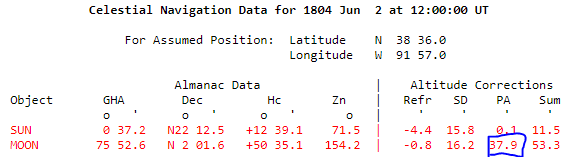 Celestial Navigation Data for 1804 Jun 2 at 12:00:00 UT
For Assumed Position: Latitude N 38 36.0
Longitude W 91 57.0
Almanac Data | Altitude Corrections
Object GHA Dec Hc Zn | Refr SD PA Sum
o ' o ' o ' o | ' ' ' '
SUN 0 37.2 N22 12.5 +12 39.1 71.5 | -4.4 15.8 0.1 11.5
MOON 75 52.6 N 2 01.6 +50 35.1 154.2 | -0.8 16.2 37.9 53.3